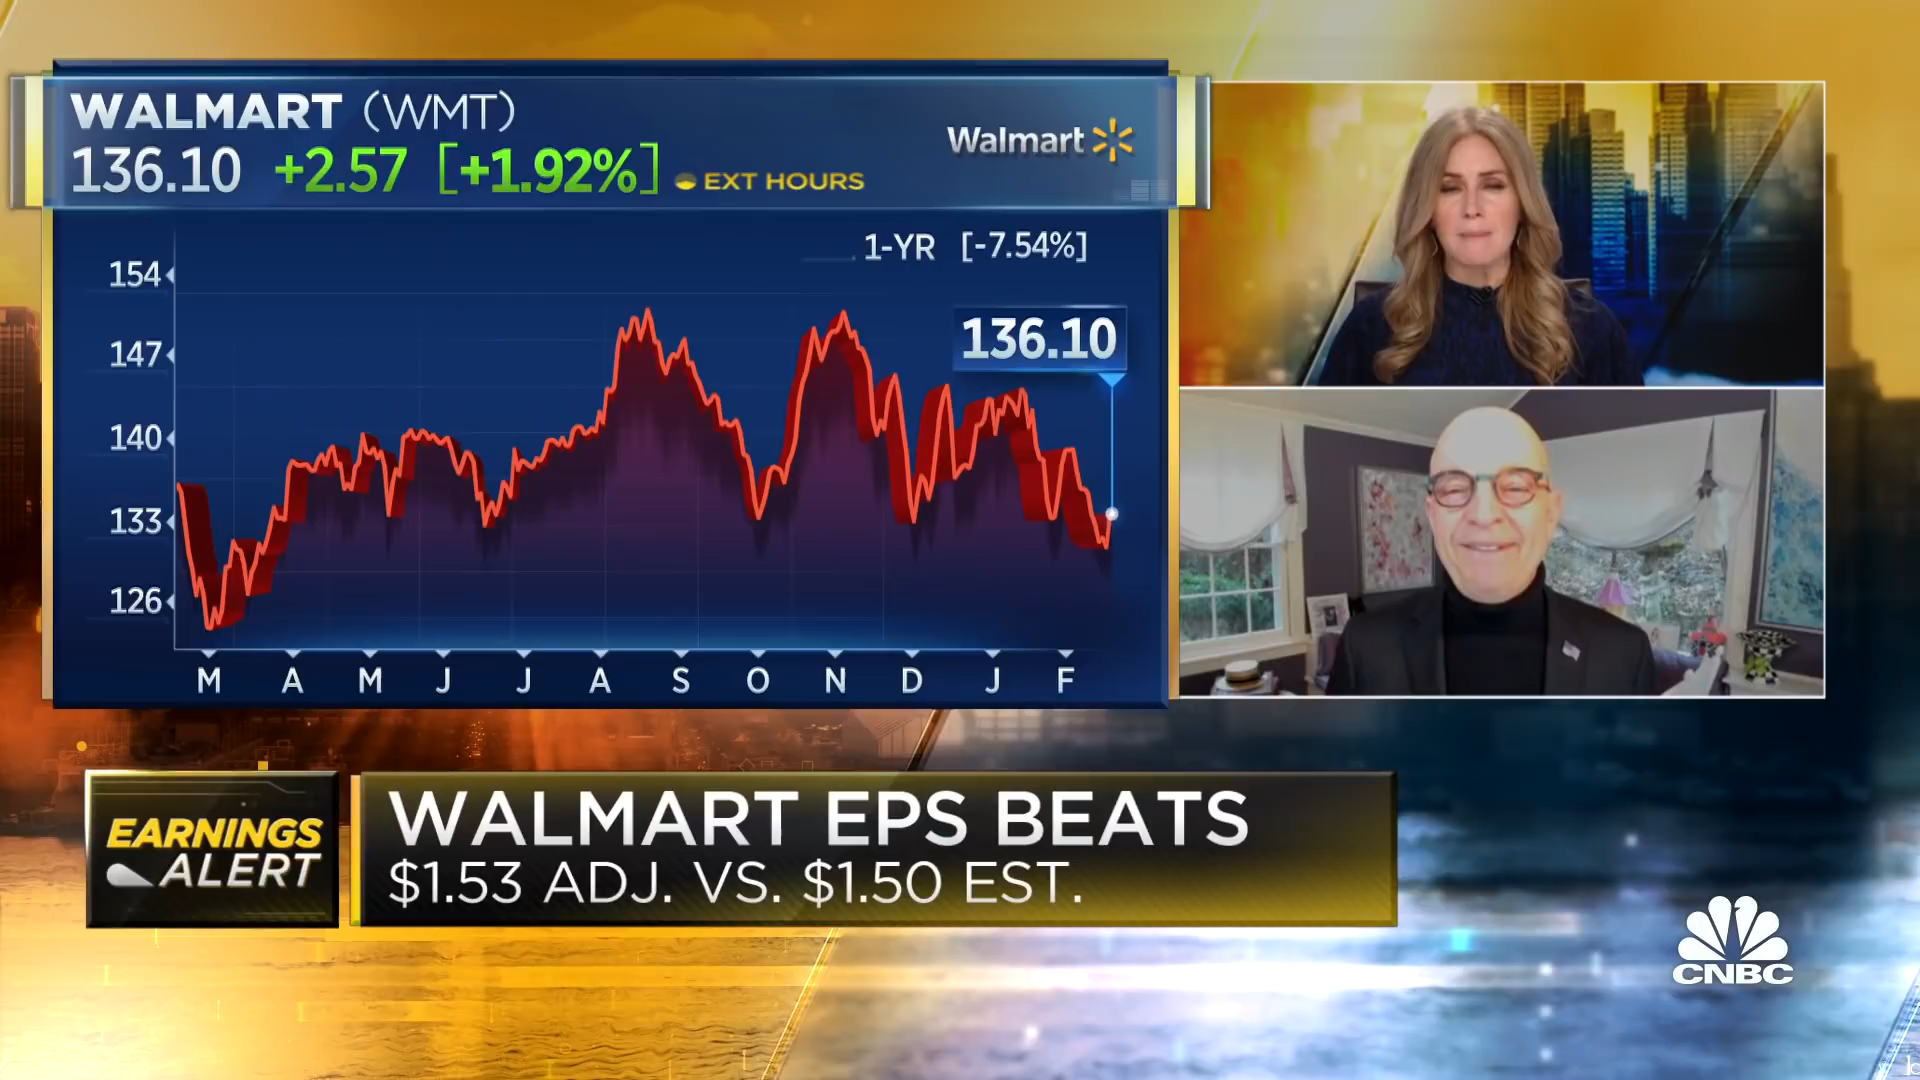 WALMART (WMT)
136.10 +2.57 [+1.92%] EXT HOURS
Walmart
1-YR [-7.54%]
136.10
154
147
140
133
126
M A M J J A S O N D J F
EARNINGS
ALERT
WALMART EPS BEATS
$1.53 ADJ. VS. $1.50 EST.
CNBC